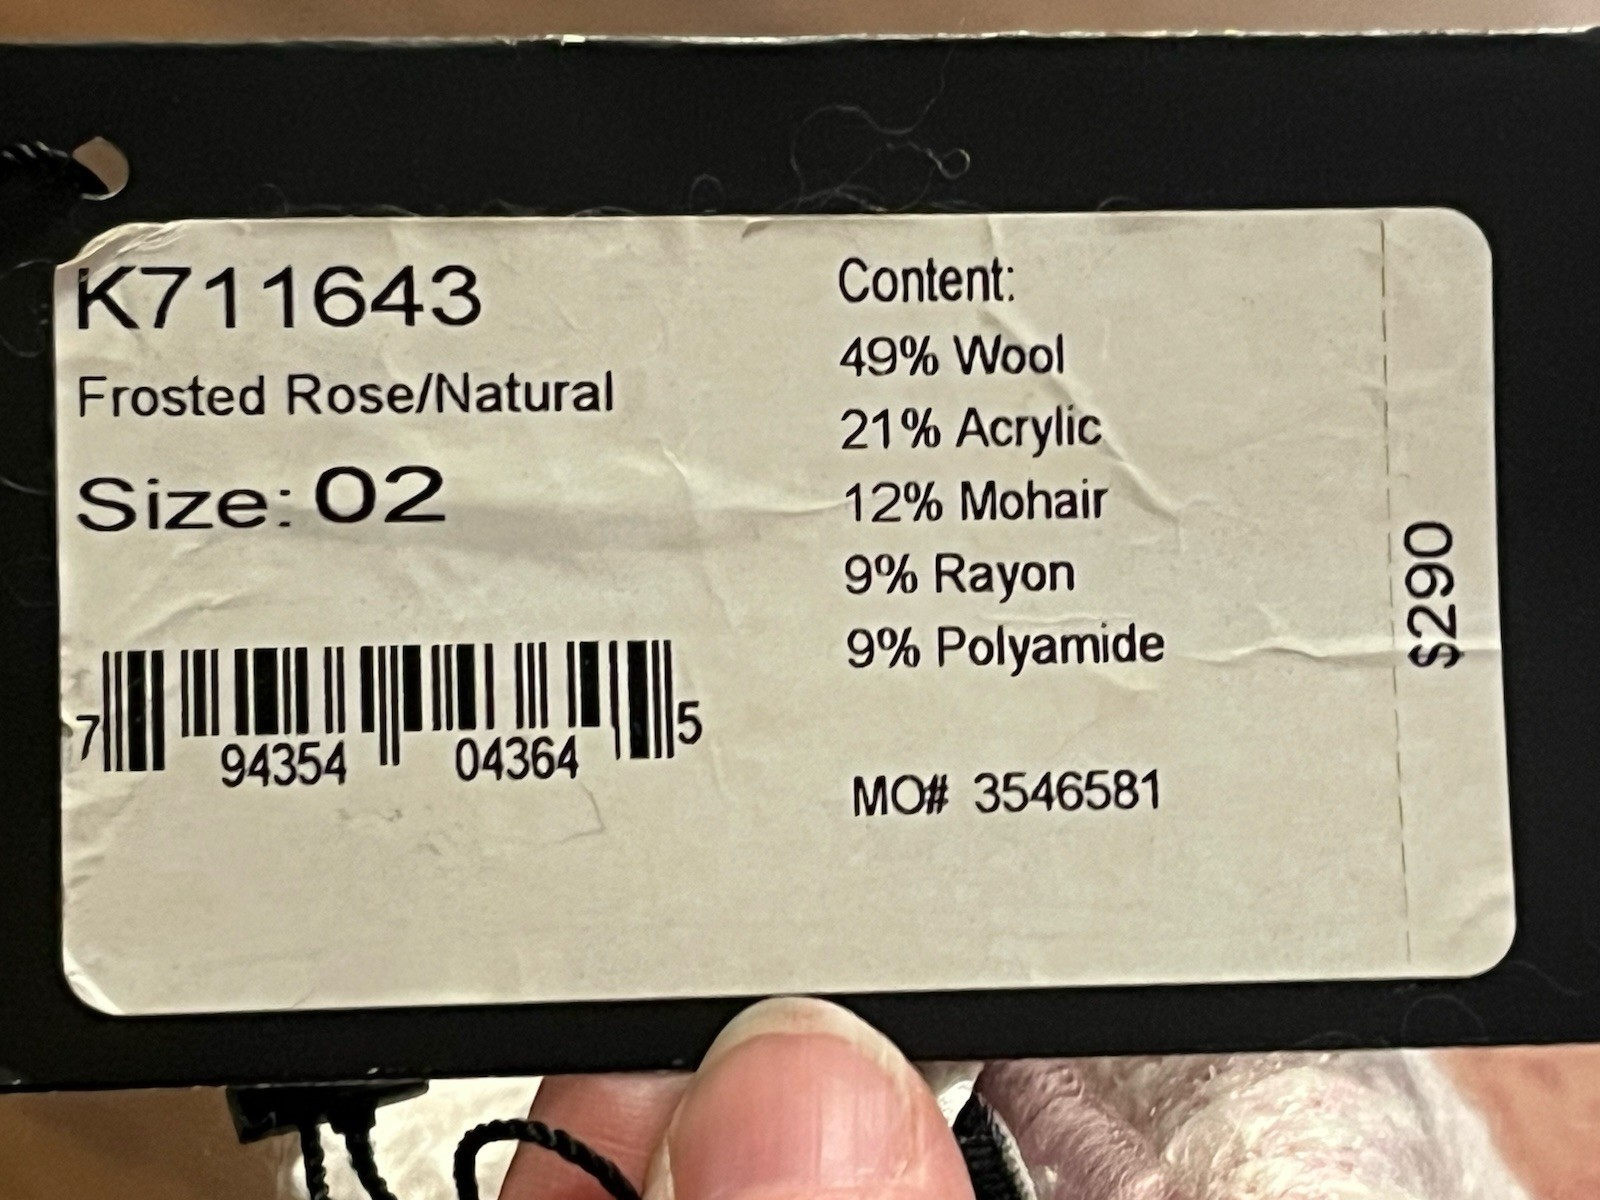 K711643
Frosted Rose/Natural
Size: 02
7 94354 04364 5
Content:
49% Wool
21% Acrylic
12% Mohair
9% Rayon
9% Polyamide
MO# 3546581
$290